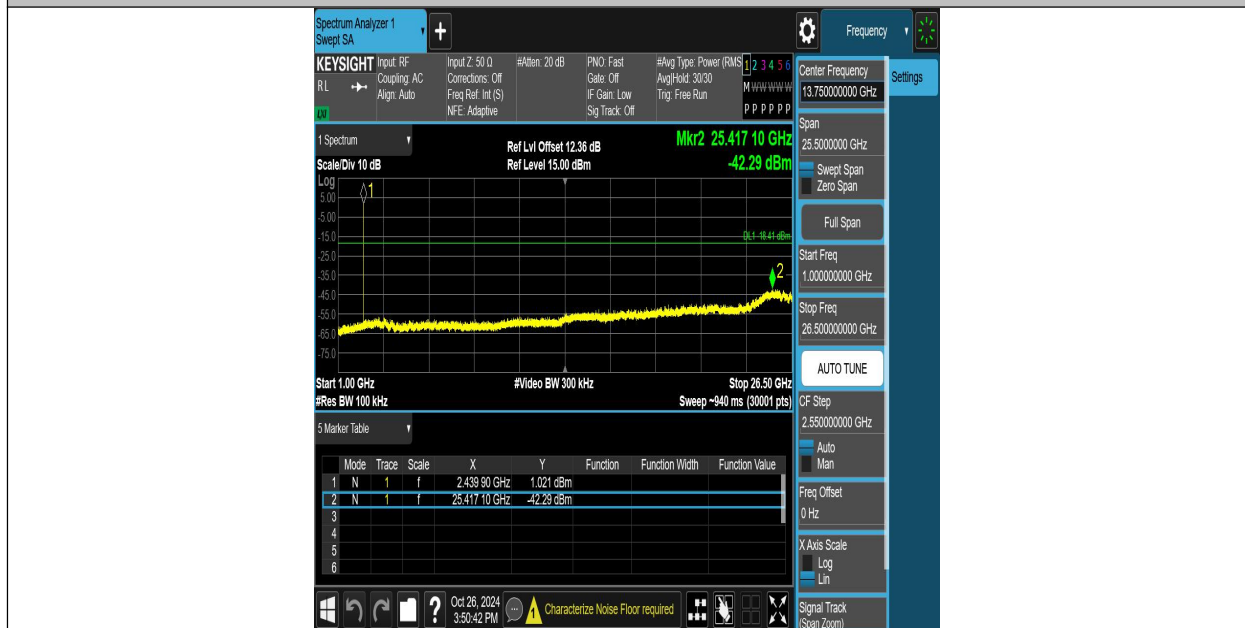 Spectrum Analyzer 1
Swept SA
+
Frequency
KEYSIGHT
RL
Input: RF
Coupling: AC
Align: Auto
Input Z: 50 Ω
Corrections: Off
Freq Ref: Int (S)
NFE: Adaptive
#Atten: 20 dB
PNO: Fast
Gate: Off
IF Gain: Low
Sig Track: Off
#Avg Type: Power (RMS
Avg|Hold: 30/30
Trig: Free Run
1 2 3 4 5 6
M W W W W W
P P P P P P
1 Spectrum
Scale/Div 10 dB
Ref Lvl Offset 12.36 dB
Ref Level 15.00 dBm
Mkr2 25.417 10 GHz
-42.29 dBm
Log
5.00
-5.00
-15.0
-25.0
-35.0
-45.0
-55.0
-65.0
-75.0
1
DL1 -18.41 dBm
2
Start 1.00 GHz
#Video BW 300 kHz
Stop 26.50 GHz
#Res BW 100 kHz
Sweep ~940 ms (30001 pts)
5 Marker Table
Mode Trace Scale X Y Function Function Width Function Value
1 N 1 f 2.439 90 GHz 1.021 dBm
2 N 1 f 25.417 10 GHz -42.29 dBm
3
4
5
6
?
Oct 26, 2024
3:50:42 PM
Characterize Noise Floor required
Center Frequency
13.750000000 GHz
Settings
Span
25.5000000 GHz
Swept Span
Zero Span
Full Span
Start Freq
1.000000000 GHz
Stop Freq
26.500000000 GHz
AUTO TUNE
CF Step
2.550000000 GHz
Auto
Man
Freq Offset
0 Hz
X Axis Scale
Log
Lin
Signal Track
(Span Zoom)